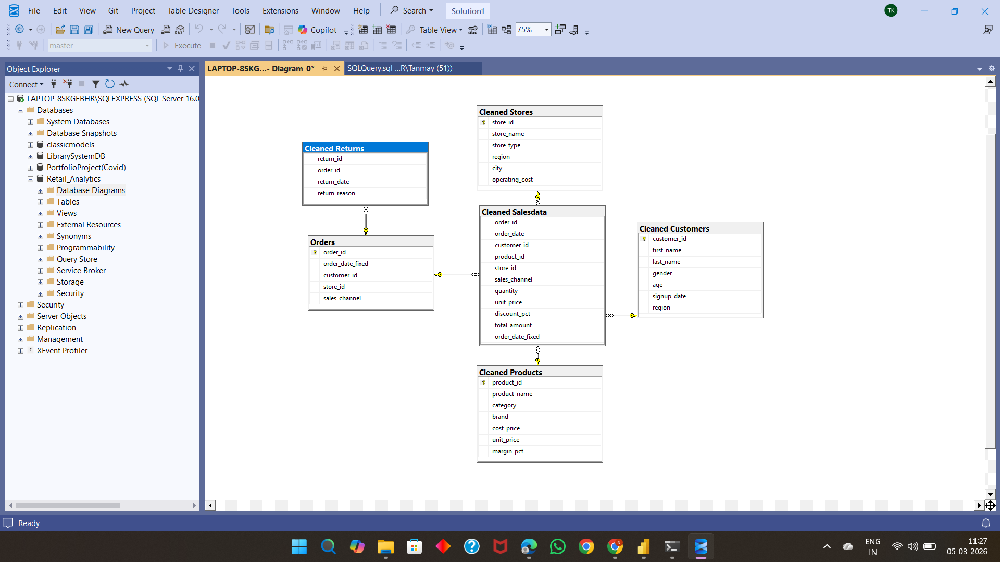 File Edit View Git Project Table Designer Tools Extensions Window Help Search Solution1 TK
New Query DAX Copilot Table View abc 75%
master Execute
Object Explorer
Connect
LAPTOP-8SKGEBHR\SQLEXPRESS (SQL Server 16.0
Databases
System Databases
Database Snapshots
classicmodels
LibrarySystemDB
PortfolioProject(Covid)
Retail_Analytics
Database Diagrams
Tables
Views
External Resources
Synonyms
Programmability
Query Store
Service Broker
Storage
Security
Security
Server Objects
Replication
Management
XEvent Profiler
LAPTOP-8SKG...- Diagram_0* SQLQuery.sql ...R\Tanmay (51))
Cleaned Returns
return_id
order_id
return_date
return_reason
Orders
order_id
order_date_fixed
customer_id
store_id
sales_channel
Cleaned Stores
store_id
store_name
store_type
region
city
operating_cost
Cleaned Salesdata
order_id
order_date
customer_id
product_id
store_id
sales_channel
quantity
unit_price
discount_pct
total_amount
order_date_fixed
Cleaned Products
product_id
product_name
category
brand
cost_price
unit_price
margin_pct
Cleaned Customers
customer_id
first_name
last_name
gender
age
signup_date
region
Ready
N
ENG
IN
11:27
05-03-2026